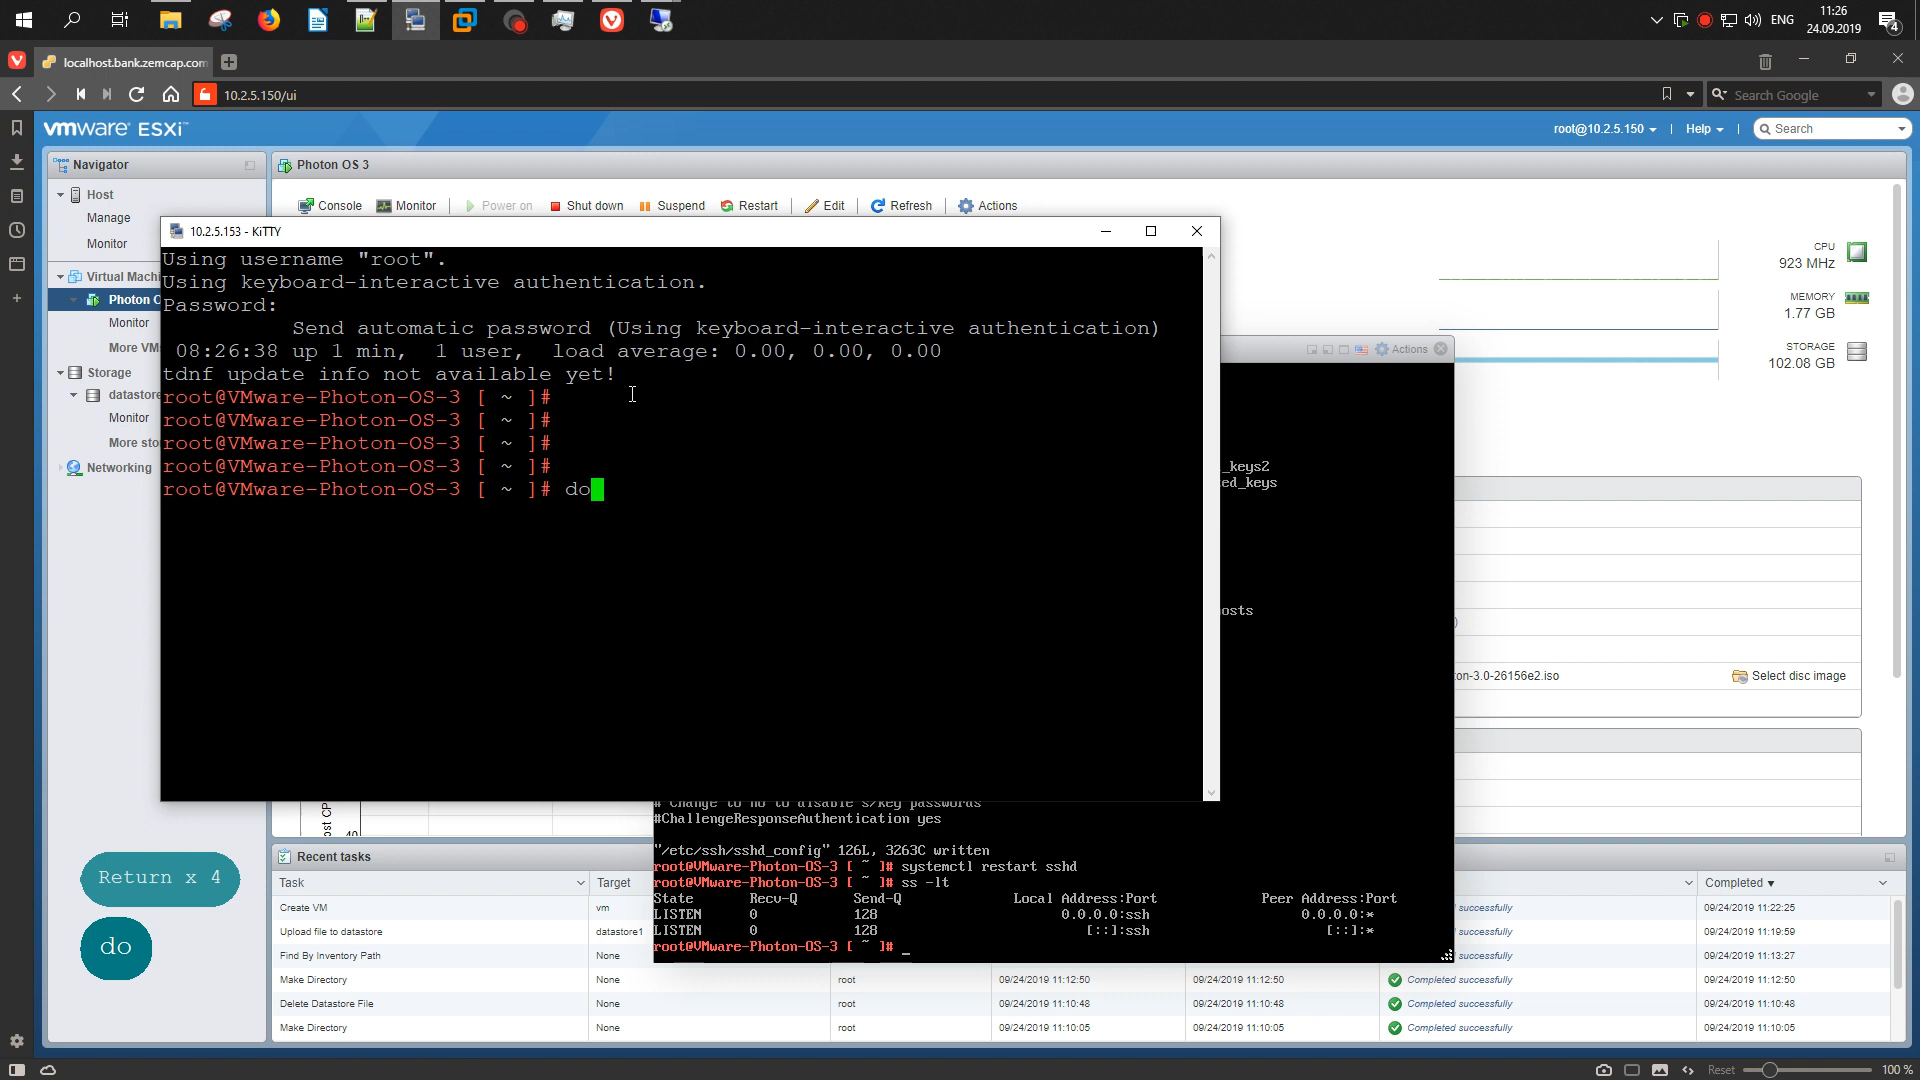 ENG
11:26
24.09.2019
4
localhost.bank.zemcap.com
10.2.5.150/ui
Search Google
vmware ESXi
root@10.2.5.150
Help
Search
Navigator
Photon OS 3
Host
Manage
Monitor
Console
Monitor
Power on
Shut down
Suspend
Restart
Edit
Refresh
Actions
Virtual Machi
Photon O
Monitor
More VMs
Storage
datastore
Monitor
More sto
Networking
CPU
923 MHz
MEMORY
1.77 GB
STORAGE
102.08 GB
10.2.5.153 - KiTTY
Using username "root".
Using keyboard-interactive authentication.
Password:
Send automatic password (Using keyboard-interactive authentication)
08:26:38 up 1 min,  1 user,  load average: 0.00, 0.00, 0.00
tdnf update info not available yet!
root@VMware-Photon-OS-3 [ ~ ]#
root@VMware-Photon-OS-3 [ ~ ]#
root@VMware-Photon-OS-3 [ ~ ]#
root@VMware-Photon-OS-3 [ ~ ]#
root@VMware-Photon-OS-3 [ ~ ]# do
Actions
_keys2
ed_keys
osts
on-3.0-26156e2.iso
Select disc image
# Change to no to disable s/key passwords
#ChallengeResponseAuthentication yes
"/etc/ssh/sshd_config" 126L, 3263C written
root@VMware-Photon-OS-3 [ ~ ]# systemctl restart sshd
root@VMware-Photon-OS-3 [ ~ ]# ss -lt
State Recv-Q Send-Q Local Address:Port Peer Address:Port
LISTEN 0 128 0.0.0.0:ssh 0.0.0.0:*
LISTEN 0 128 [::]:ssh [::]:*
root@VMware-Photon-OS-3 [ ~ ]# _
Return x 4
do
Recent tasks
Task Target Completed
Create VM vm successfully 09/24/2019 11:22:25
Upload file to datastore datastore1 successfully 09/24/2019 11:19:59
Find By Inventory Path None successfully 09/24/2019 11:13:27
Make Directory None root 09/24/2019 11:12:50 09/24/2019 11:12:50 Completed successfully 09/24/2019 11:12:50
Delete Datastore File None root 09/24/2019 11:10:48 09/24/2019 11:10:48 Completed successfully 09/24/2019 11:10:48
Make Directory None root 09/24/2019 11:10:05 09/24/2019 11:10:05 Completed successfully 09/24/2019 11:10:05
Reset
100 %